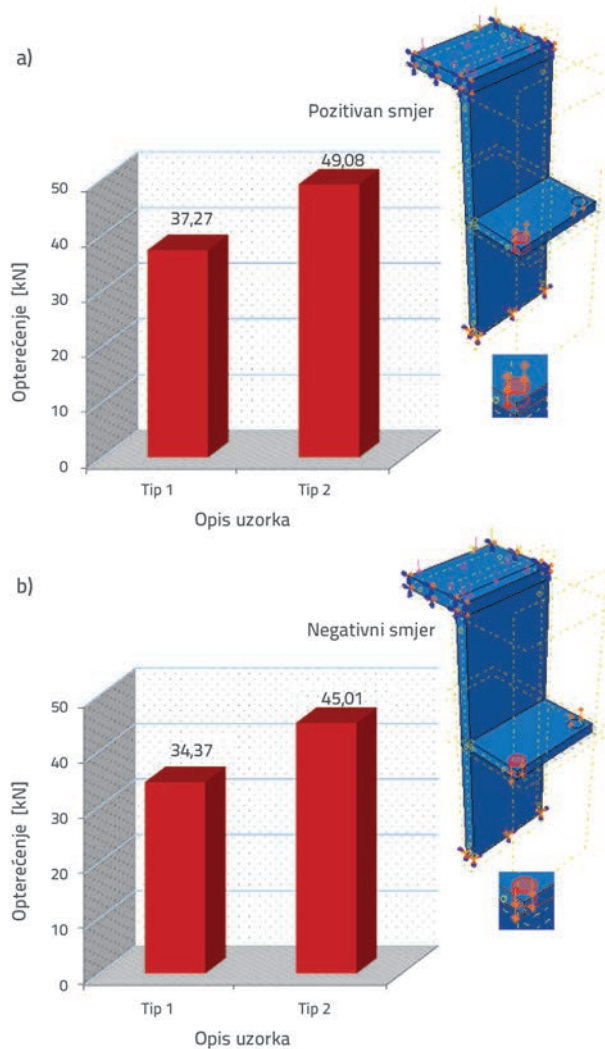 a)
Pozitivan smjer
49,08
37,27
50
40
30
20
10
0
Opterećenje [kN]
Tip 1
Tip 2
Opis uzorka
b)
Negativni smjer
45,01
34,37
50
40
30
20
10
0
Opterećenje [kN]
Tip 1
Tip 2
Opis uzorka